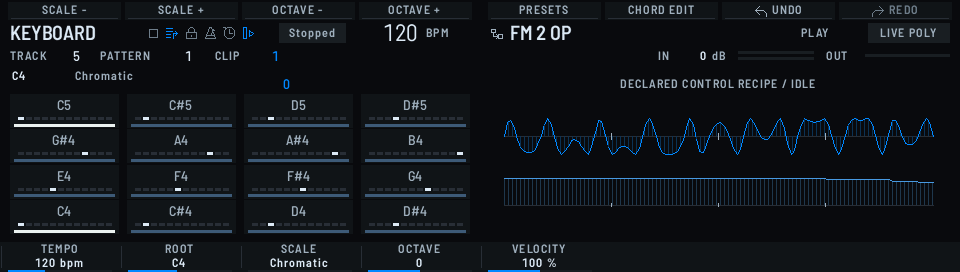 SCALE - SCALE + OCTAVE - OCTAVE + PRESETS CHORD EDIT UNDO REDO
KEYBOARD Stopped 120 BPM FM 2 OP PLAY LIVE POLY
TRACK 5 PATTERN 1 CLIP 1 IN 0 dB OUT
C4 Chromatic
0 DECLARED CONTROL RECIPE / IDLE
C5 C#5 D5 D#5
G#4 A4 A#4 B4
E4 F4 F#4 G4
C4 C#4 D4 D#4
TEMPO ROOT SCALE OCTAVE VELOCITY
120 bpm C4 Chromatic 0 100 %